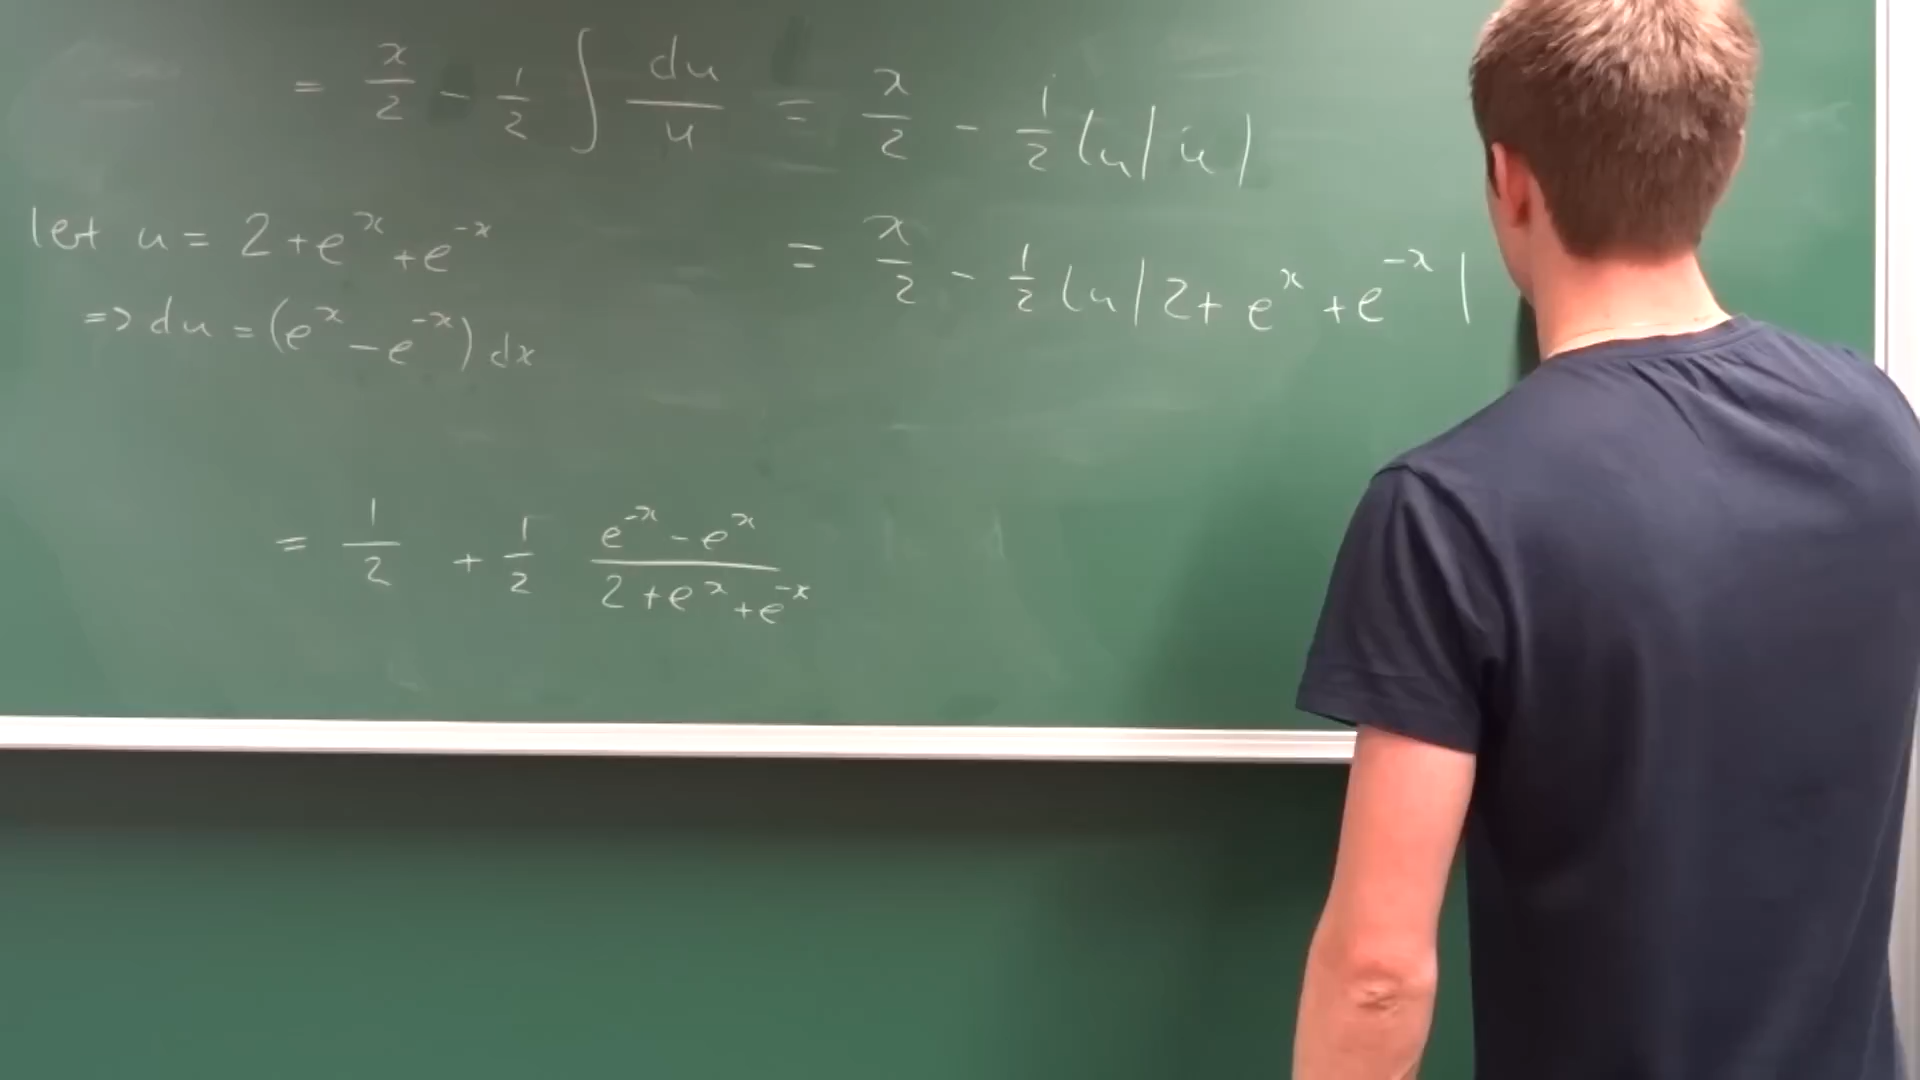 = x/2 - 1/2 ∫ du/u = x/2 - 1/2 ln|u|
let u = 2 + e^x + e^-x
= x/2 - 1/2 ln|2 + e^x + e^-x|
=> du = (e^x - e^-x) dx
= 1/2 + 1/2 (e^-x - e^x)/(2 + e^x + e^-x)